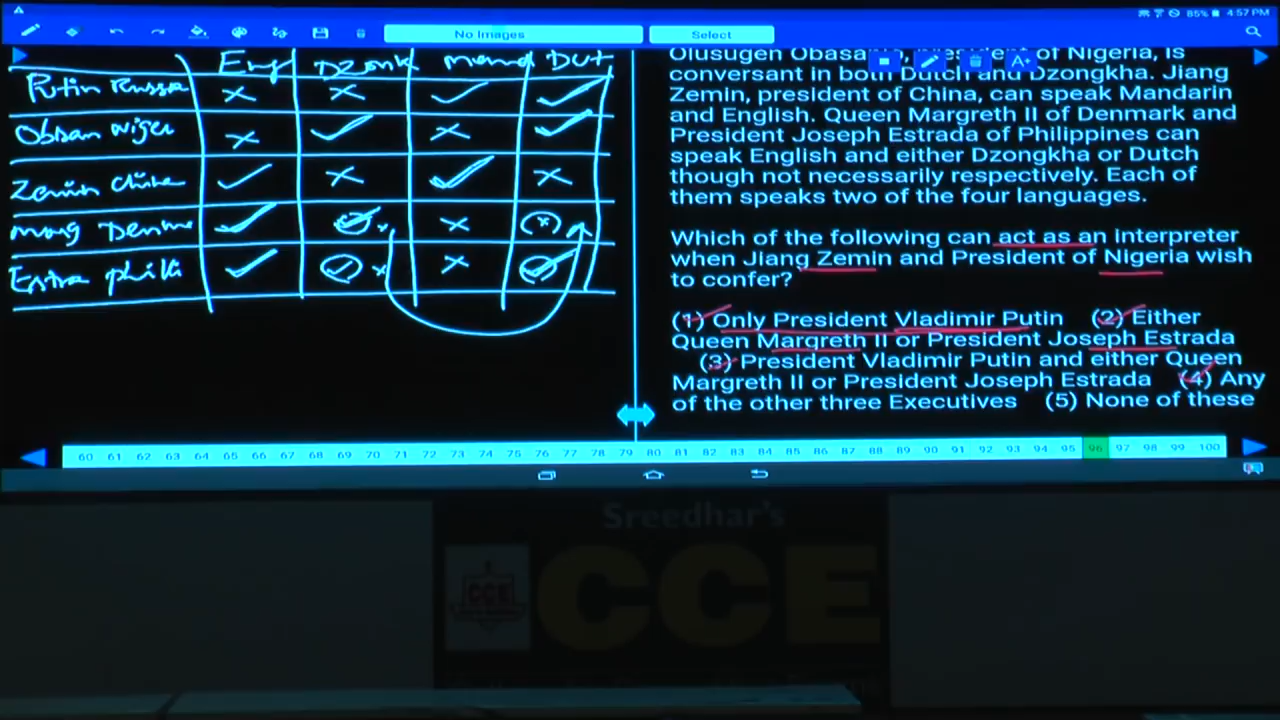 85% 4:57 PM
No Images
Select
Eng Dzonk mand Dut
Putin Russa × × ✓ ✓
Obsan niger × ✓ × ✓
Zemin China ✓ × ✓ ×
marg Denma ✓ ✓ × × ×
Estra phili ✓ ✓ × × ✓
Olusugen Obasa of Nigeria, is
conversant in both Dutch and Dzongkha. Jiang
Zemin, president of China, can speak Mandarin
and English. Queen Margreth II of Denmark and
President Joseph Estrada of Philippines can
speak English and either Dzongkha or Dutch
though not necessarily respectively. Each of
them speaks two of the four languages.
Which of the following can act as an interpreter
when Jiang Zemin and President of Nigeria wish
to confer?
(1) Only President Vladimir Putin (2) Either
Queen Margreth II or President Joseph Estrada
(3) President Vladimir Putin and either Queen
Margreth II or President Joseph Estrada (4) Any
of the other three Executives (5) None of these
60 61 62 63 64 65 66 67 68 69 70 71 72 73 74 75 76 77 78 79 80 81 82 83 84 85 86 87 88 89 90 91 92 93 94 95 96 97 98 99 100
Sreedhar's
CCE
CCE